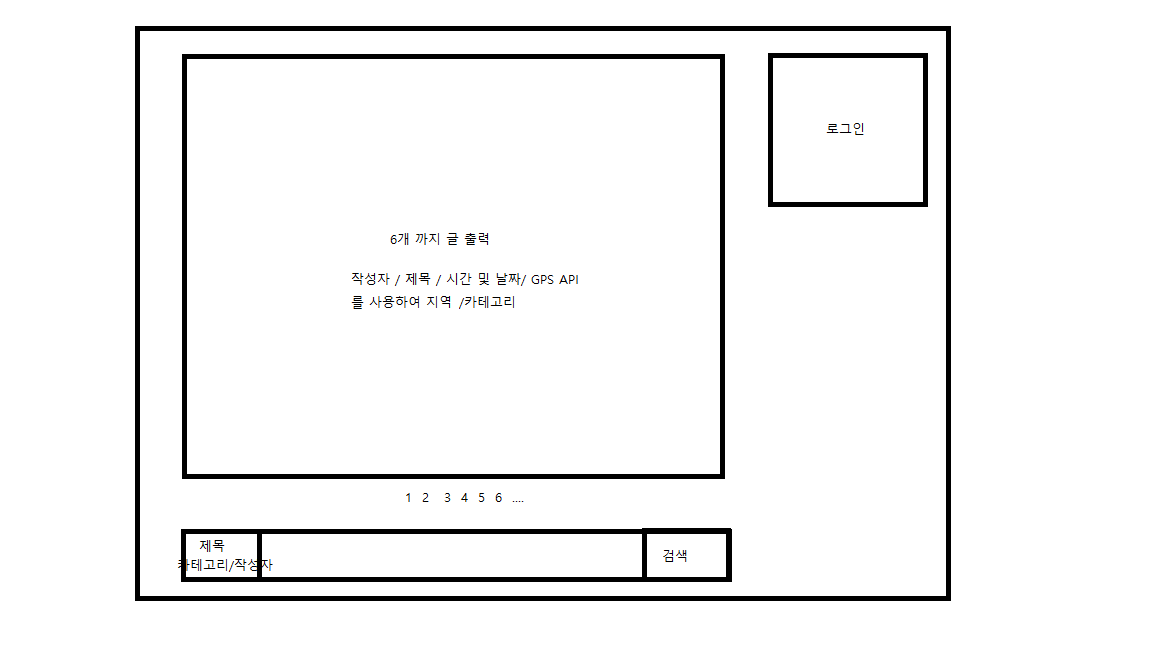 로그인
6개 까지 글 출력
작성자 / 제목 / 시간 및 날짜/ GPS API
를 사용하여 지역 /카테고리
1 2 3 4 5 6 ....
제목
카테고리/작성자
검색